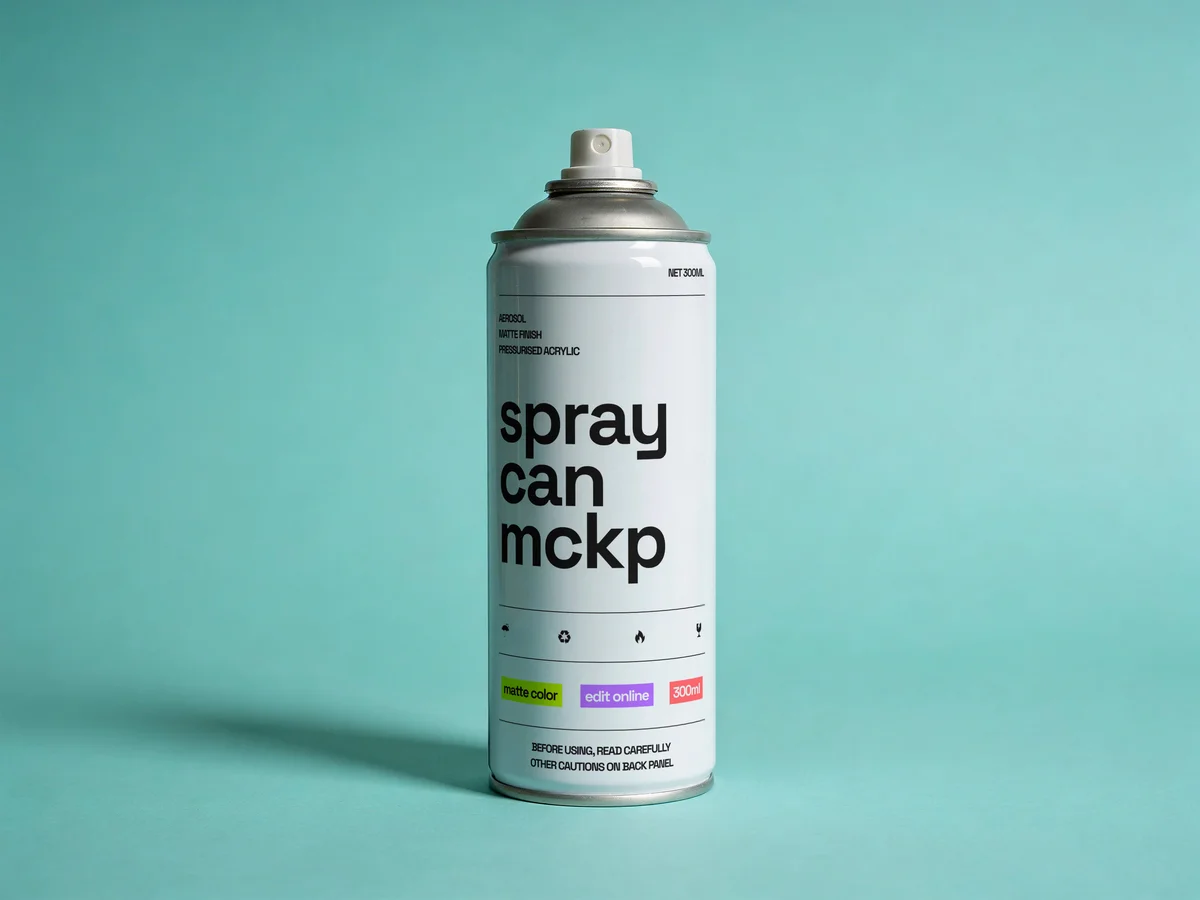 NET 300ML
AEROSOL
MATTE FINISH
PRESSURISED ACRYLIC
spray
can
mckp
matte color edit online 300ml
BEFORE USING, READ CAREFULLY
OTHER CAUTIONS ON BACK PANEL